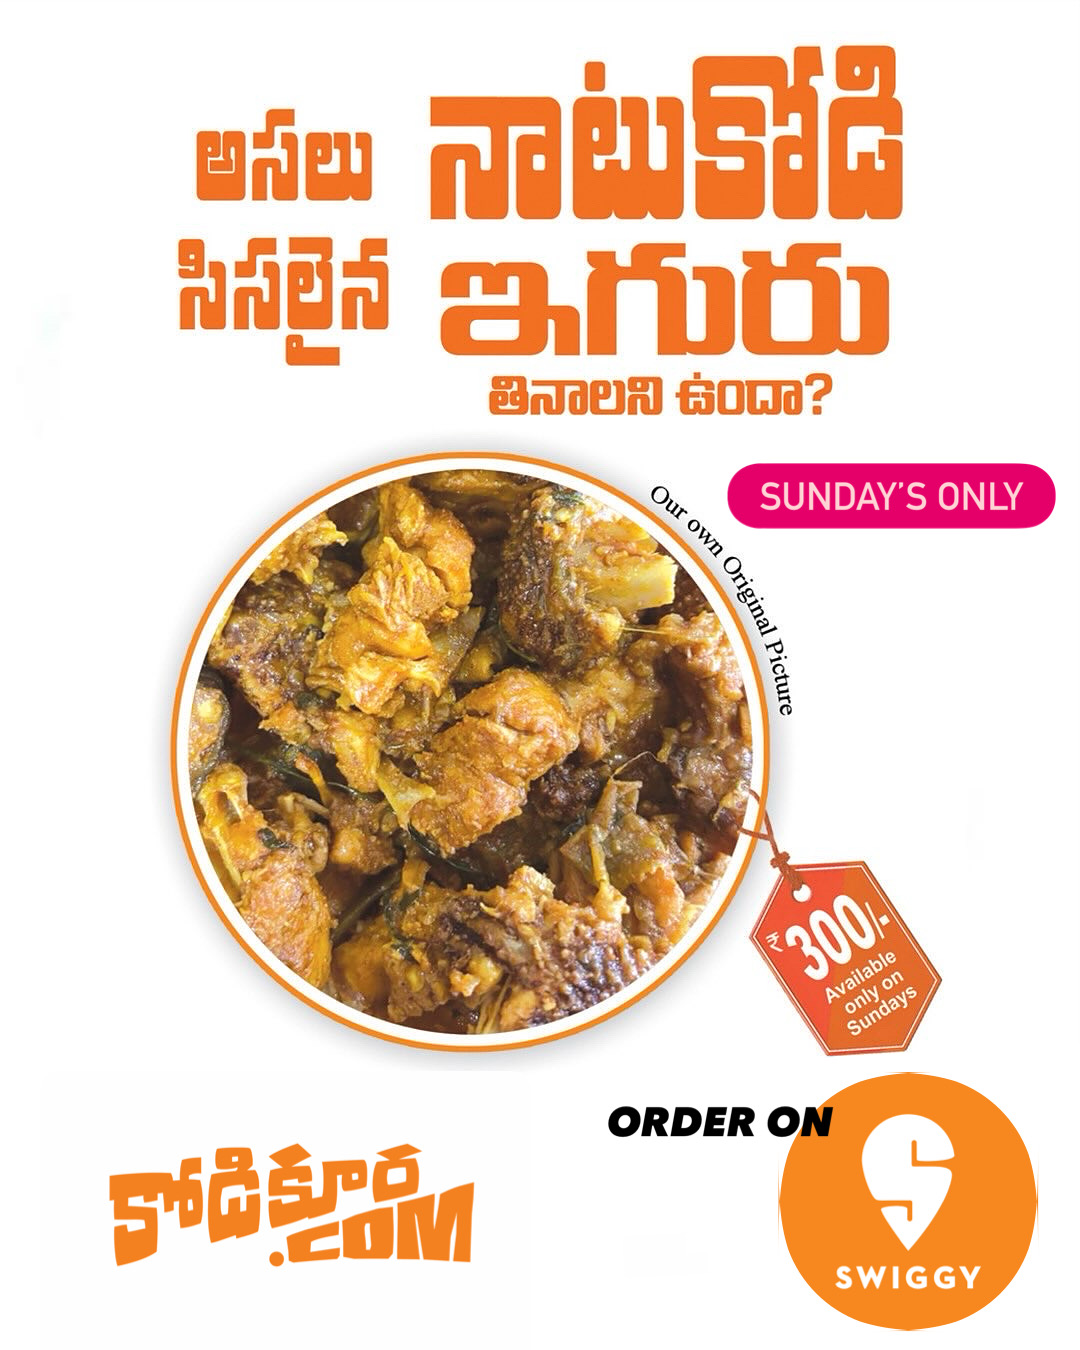 అసలు నాటుకోడి
సిసలైన ఇగురు
తినాలని ఉందా?
SUNDAY'S ONLY
Our own Original Picture
₹ 300/-
Available
only on
Sundays
ORDER ON
కోడికూర
.COM
SWIGGY